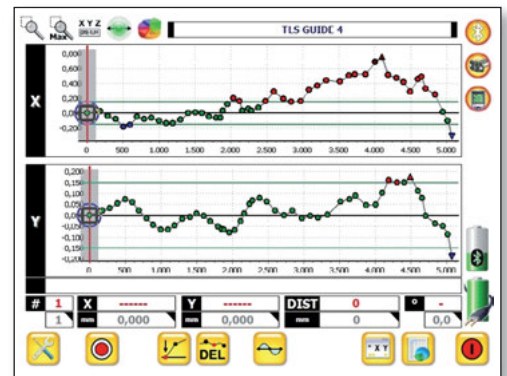 Max
X Y Z
TLS GUIDE 4
X
0,800
0,600
0,400
0,200
0,000
-0,200
0 500 1.000 1.500 2.000 2.500 3.000 3.500 4.000 4.500 5.000
Y
0,200
0,150
0,100
0,050
0,000
-0,050
-0,100
-0,150
-0,200
0 500 1.000 1.500 2.000 2.500 3.000 3.500 4.000 4.500 5.000
# 1 X ------ Y ------ DIST 0 ° -
1 mm 0,000 mm 0,000 mm 0 0,0
DEL
X Y